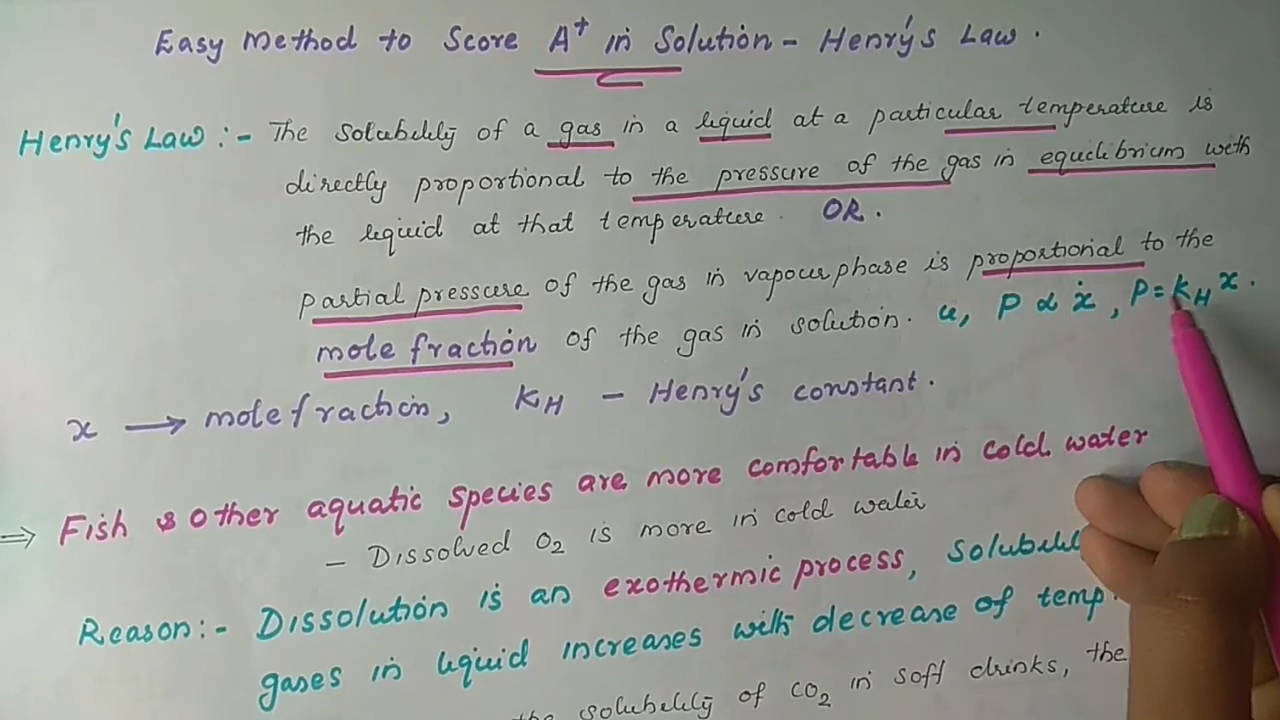 Easy Method to Score A⁺ in Solution - Henry's Law.
Henry's Law :- The solubility of a gas in a liquid at a particular temperature is
directly proportional to the pressure of the gas in equilibrium with
the liquid at that temperature. OR.
Partial pressure of the gas in vapour phase is proportional to the
mole fraction of the gas in solution. ie, P ∝ x, P = K_H x.
x → mole fraction, K_H - Henry's constant.
⇒ Fish & Other aquatic species are more comfortable in cold water
- Dissolved O₂ is more in cold water
Reason :- Dissolution is an exothermic process,
gases in liquid increases with decrease of temp
the solubility of CO₂ in soft drinks, the